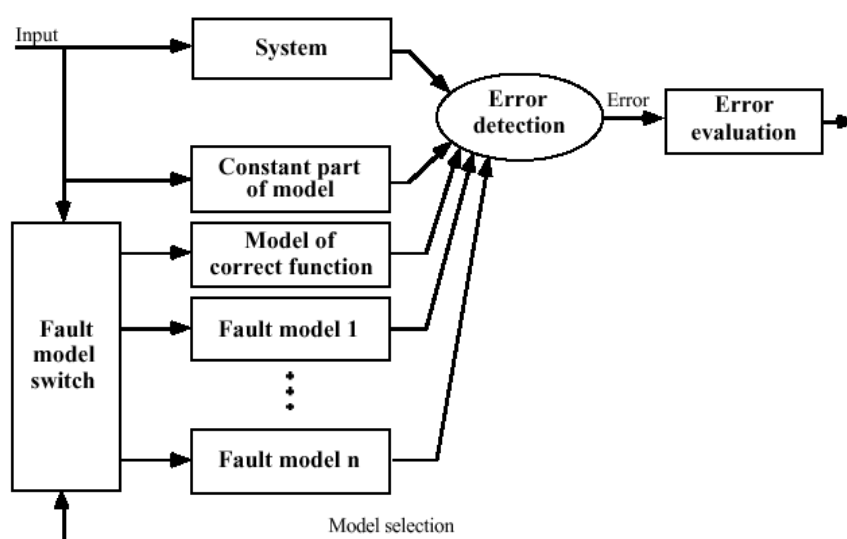 Input
System
Error
detection
Error
Error
evaluation
Constant part
of model
Model of
correct function
Fault
model
switch
Fault model 1
Fault model n
Model selection